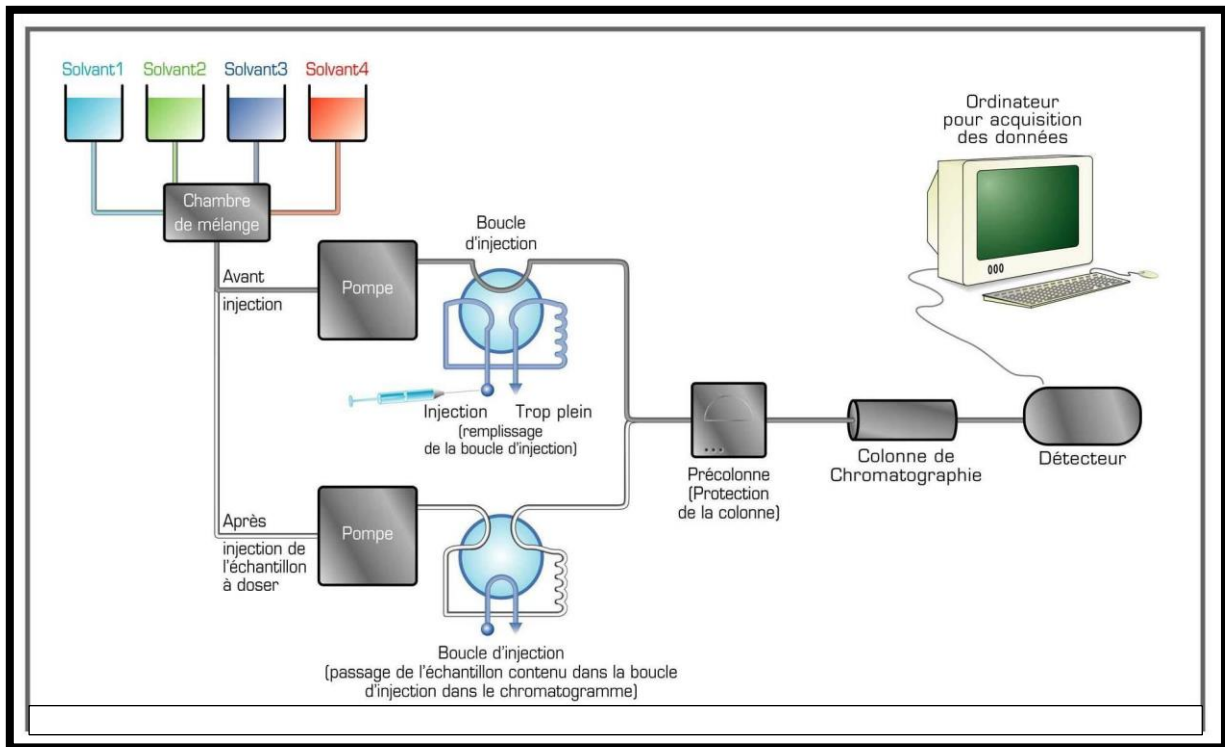 Solvant1
Solvant2
Solvant3
Solvant4
Chambre
de mélange
Ordinateur
pour acquisition
des données
Avant
injection
Pompe
Boucle
d'injection
Injection
Trop plein
(remplissage
de la boucle d'injection)
Précolonne
(Protection
de la colonne)
Colonne de
Chromatographie
Détecteur
Après
injection de
l'échantillon
à doser
Pompe
Boucle d'injection
(passage de l'échantillon contenu dans la boucle
d'injection dans le chromatogramme)